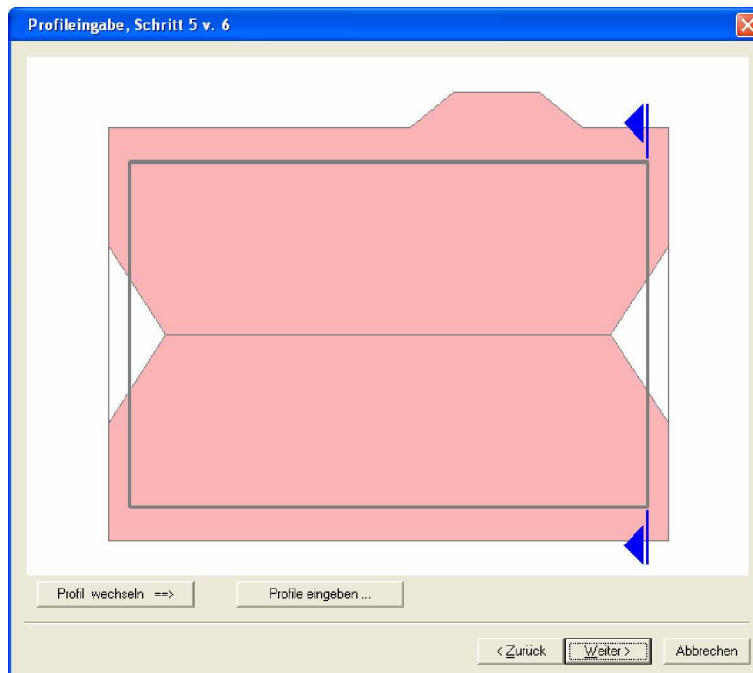 Profileingabe, Schritt 5 v. 6
Profil wechseln ==>
Profile eingeben ...
< Zurück
Weiter >
Abbrechen